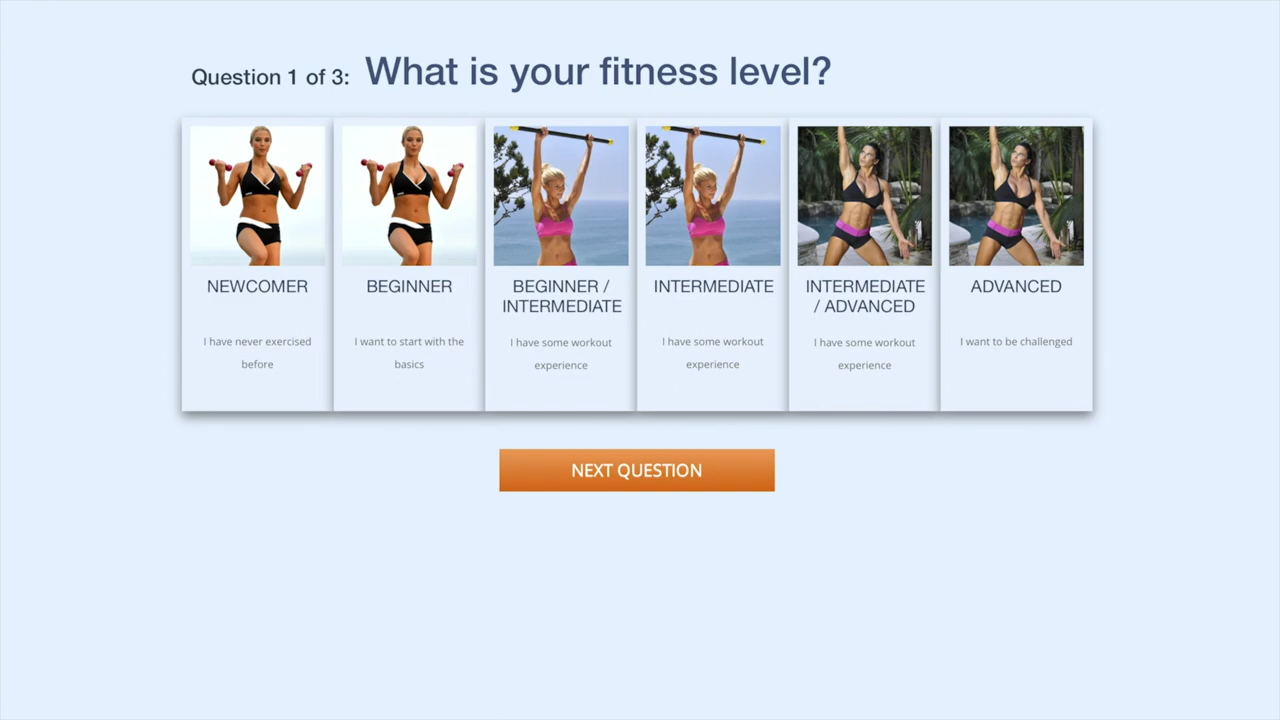 Question 1 of 3: What is your fitness level?
NEWCOMER
I have never exercised
before
BEGINNER
I want to start with the
basics
BEGINNER /
INTERMEDIATE
I have some workout
experience
INTERMEDIATE
I have some workout
experience
INTERMEDIATE
/ ADVANCED
I have some workout
experience
ADVANCED
I want to be challenged
NEXT QUESTION